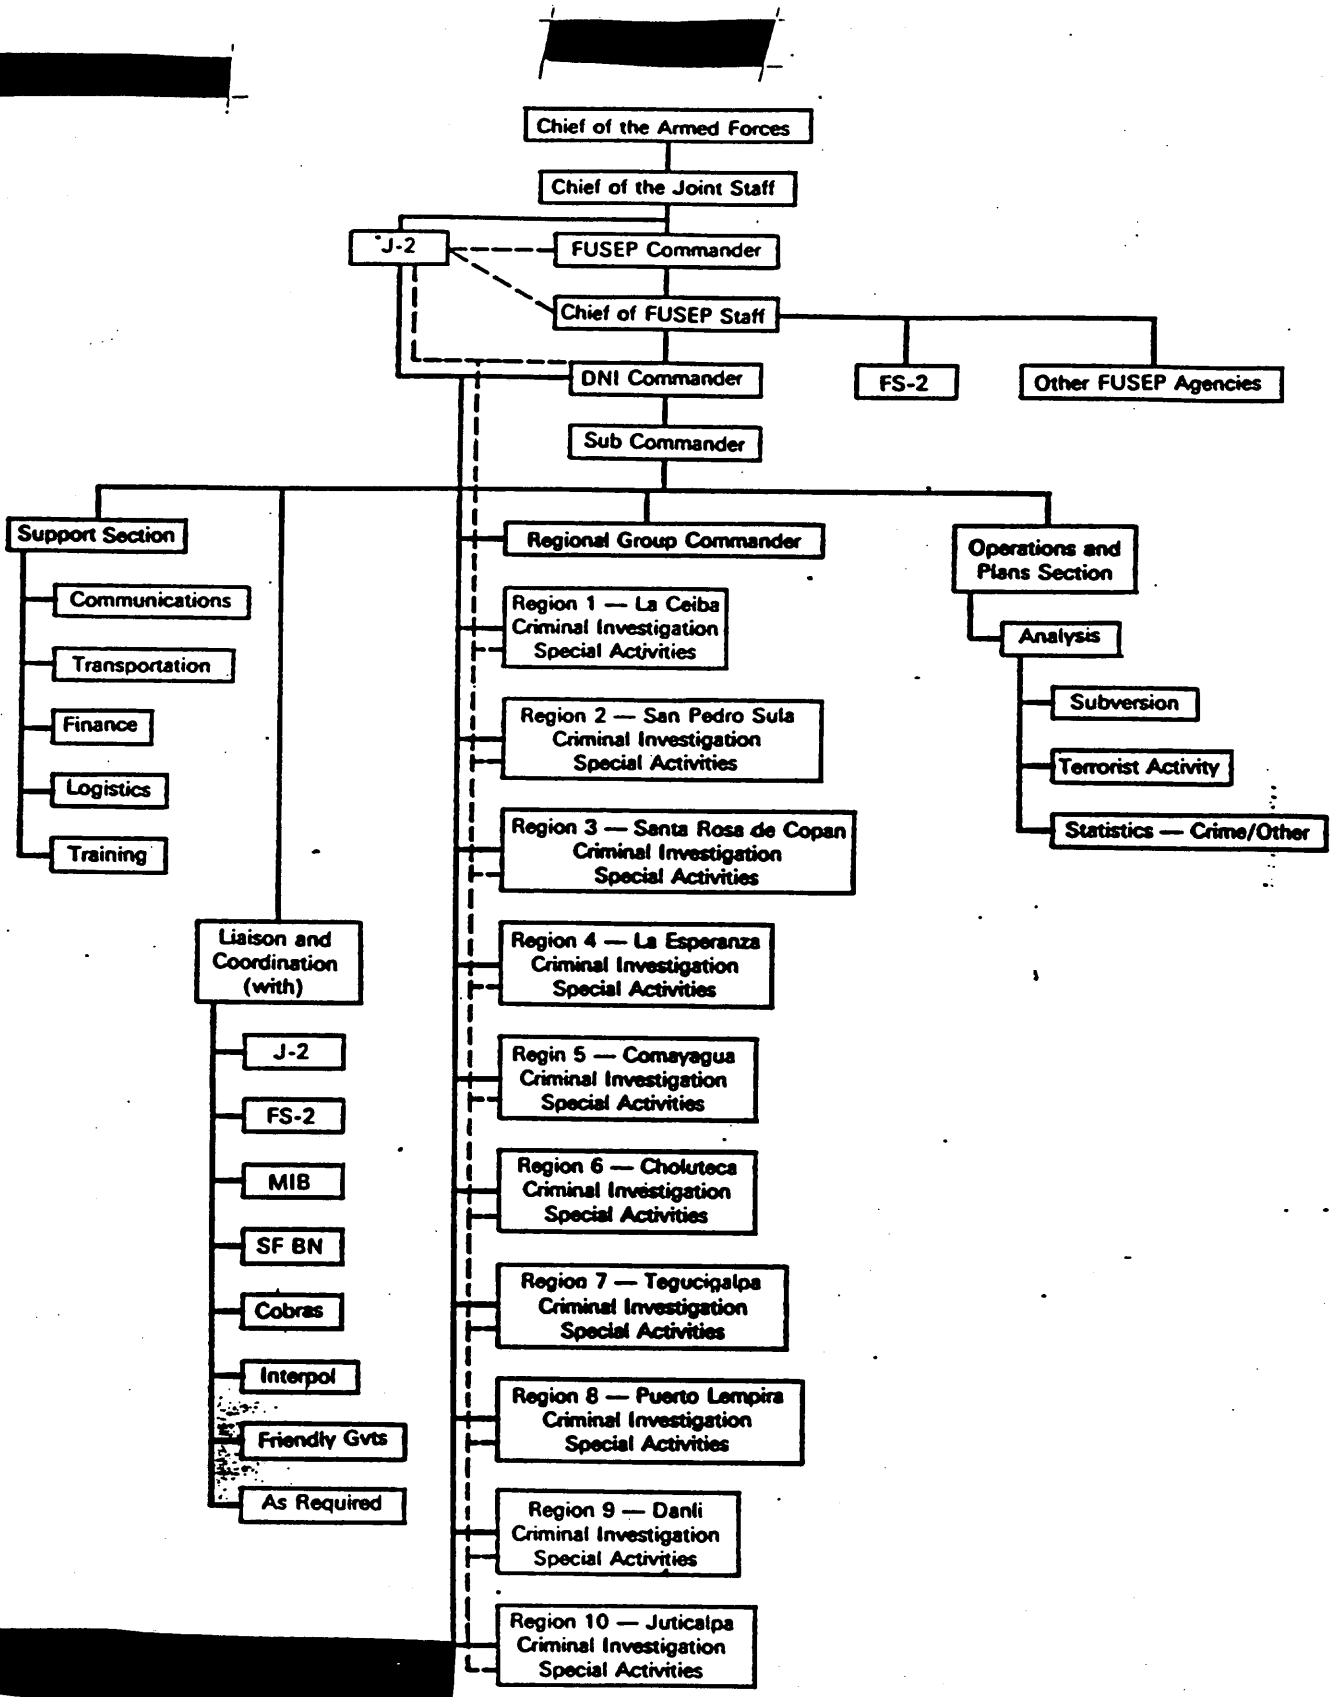 Chief of the Armed Forces
Chief of the Joint Staff
J-2
FUSEP Commander
Chief of FUSEP Staff
DNI Commander
FS-2
Other FUSEP Agencies
Sub Commander
Support Section
Communications
Transportation
Finance
Logistics
Training
Liaison and
Coordination
(with)
J-2
FS-2
MIB
SF BN
Cobras
Interpol
Friendly Gvts
As Required
Regional Group Commander
Region 1 — La Ceiba
Criminal Investigation
Special Activities
Region 2 — San Pedro Sula
Criminal Investigation
Special Activities
Region 3 — Santa Rosa de Copan
Criminal Investigation
Special Activities
Region 4 — La Esperanza
Criminal Investigation
Special Activities
Regin 5 — Comayagua
Criminal Investigation
Special Activities
Region 6 — Choluteca
Criminal Investigation
Special Activities
Region 7 — Tegucigalpa
Criminal Investigation
Special Activities
Region 8 — Puerto Lempira
Criminal Investigation
Special Activities
Region 9 — Danli
Criminal Investigation
Special Activities
Region 10 — Juticalpa
Criminal Investigation
Special Activities
Operations and
Plans Section
Analysis
Subversion
Terrorist Activity
Statistics — Crime/Other